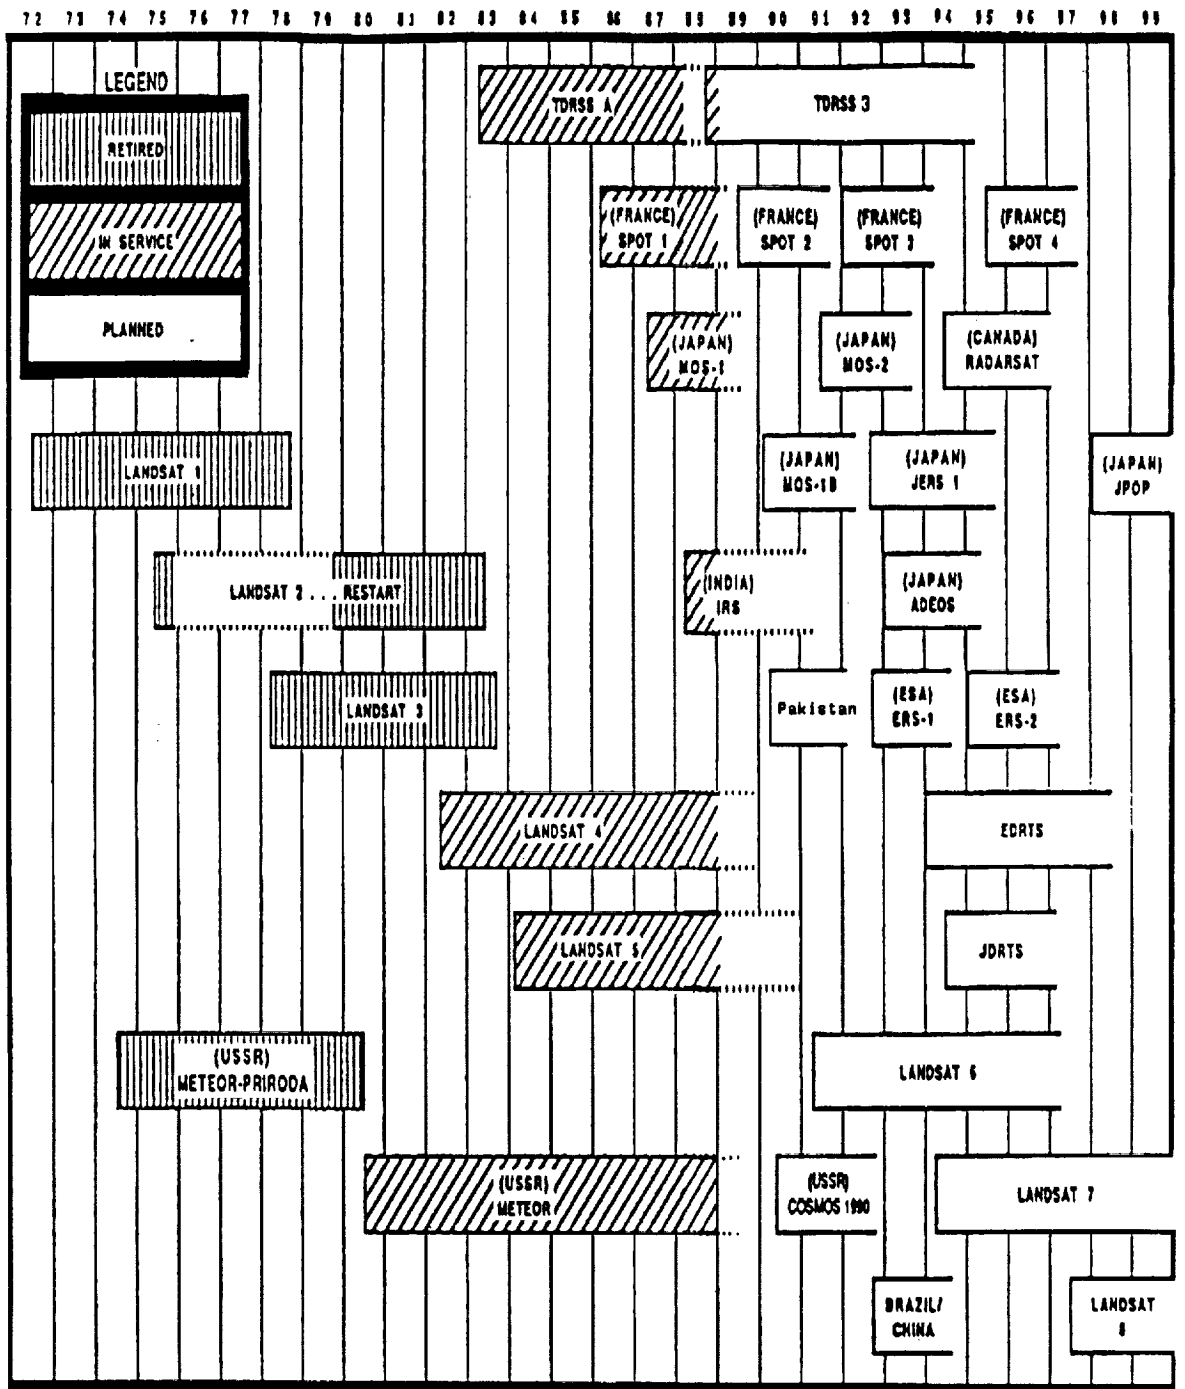 72 73 74 75 76 77 78 79 80 81 82 83 84 85 86 87 88 89 90 91 92 93 94 95 96 97 98 99
LEGEND
RETIRED
IN SERVICE
PLANNED
TDRSS A
TDRSS 3
(FRANCE)
SPOT 1
(FRANCE)
SPOT 2
(FRANCE)
SPOT 3
(FRANCE)
SPOT 4
(JAPAN)
MOS-1
(JAPAN)
MOS-2
(CANADA)
RADARSAT
LANDSAT 1
(JAPAN)
MOS-1B
(JAPAN)
JERS 1
(JAPAN)
JPOP
LANDSAT 2 . . . RESTART
(INDIA)
IRS
(JAPAN)
ADEOS
LANDSAT 3
Pakistan
(ESA)
ERS-1
(ESA)
ERS-2
LANDSAT 4
EDRTS
LANDSAT 5
JDRTS
(USSR)
METEOR-PRIRODA
LANDSAT 6
(USSR)
METEOR
(USSR)
COSMOS 1990
LANDSAT 7
BRAZIL/
CHINA
LANDSAT
8